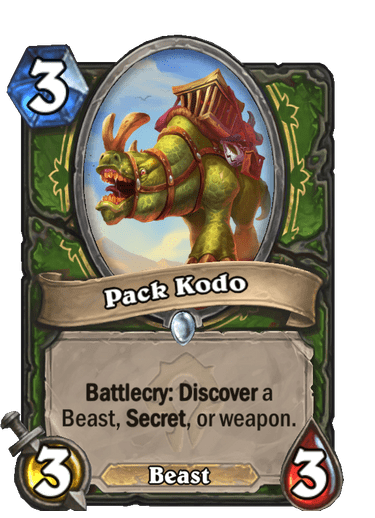 3
Pack Kodo
Battlecry: Discover a
Beast, Secret, or weapon.
3
Beast
3